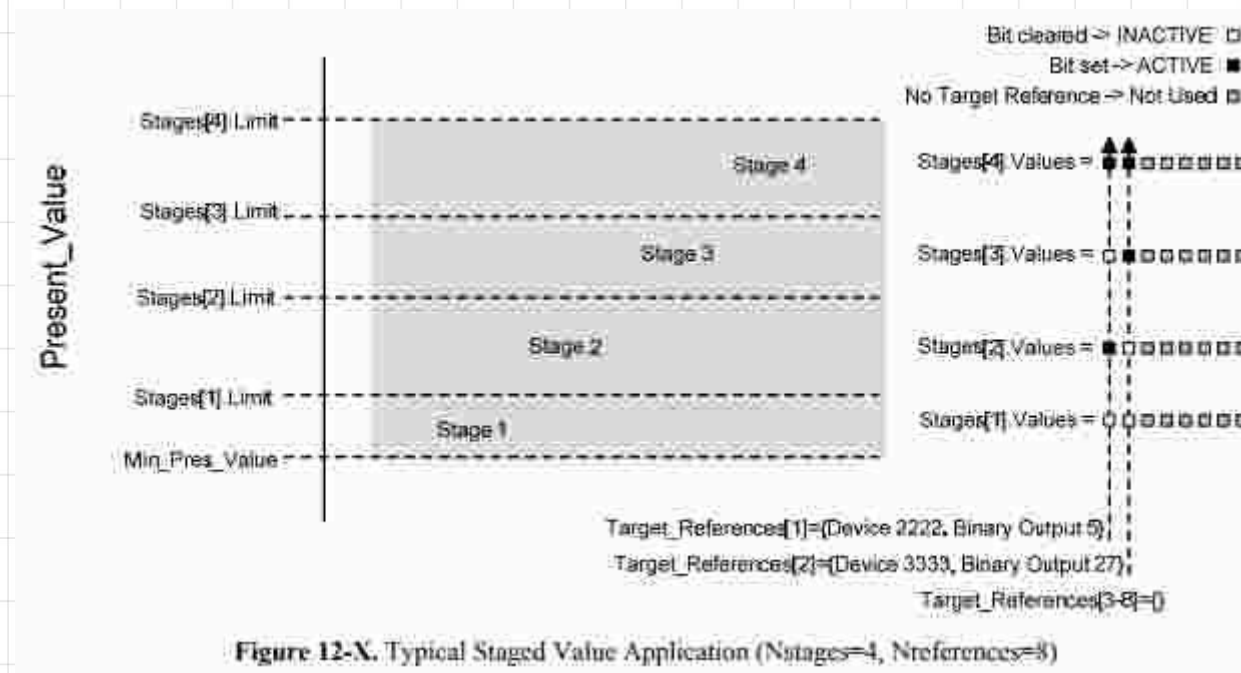 Bit cleared -> INACTIVE
Bit set -> ACTIVE
No Target Reference -> Not Used
Present_Value
Stages[4].Limit
Stage 4
Stages[4].Values =
Stages[3].Limit
Stage 3
Stages[3].Values =
Stages[2].Limit
Stage 2
Stages[2].Values =
Stages[1].Limit
Stage 1
Stages[1].Values =
Min_Pres_Value
Target_References[1]={Device 2222, Binary Output 5}
Target_References[2]={Device 3333, Binary Output 27}
Target_References[3-8]={}
Figure 12-X. Typical Staged Value Application (Nstages=4, Nreferences=8)